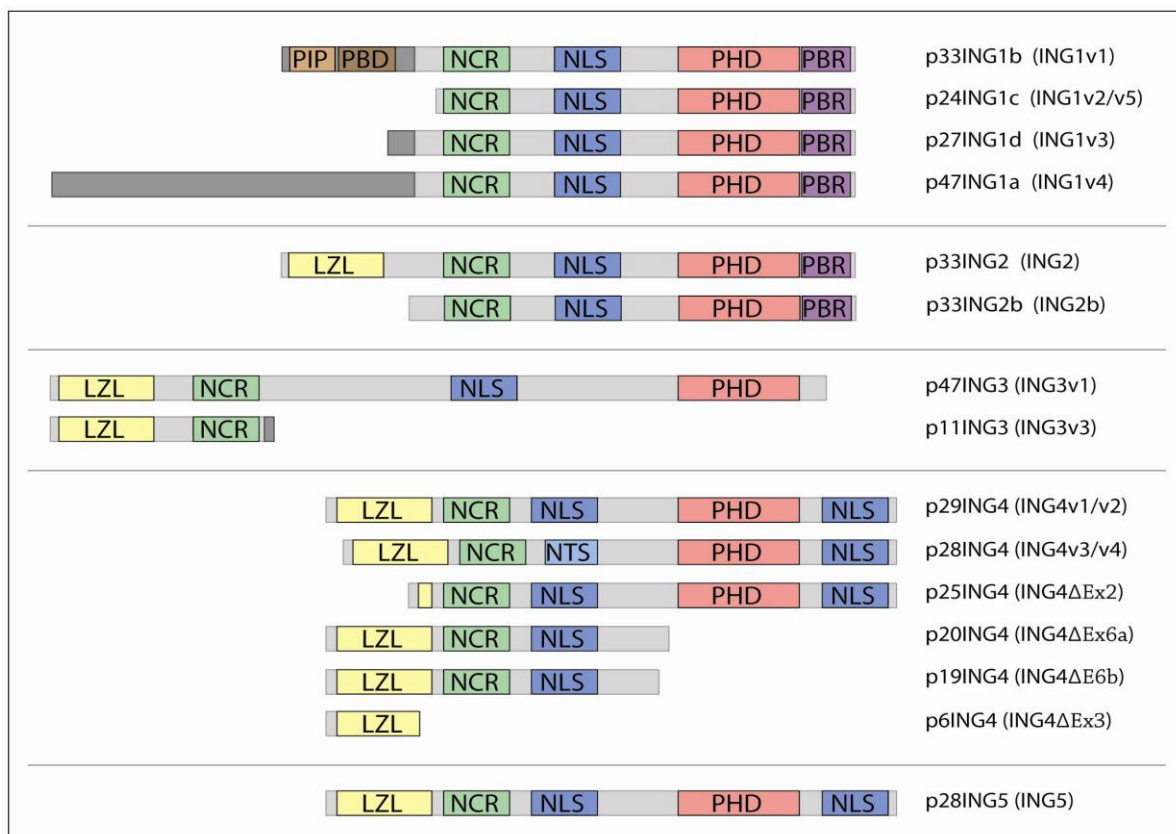 PIP PBD NCR NLS PHD PBR p33ING1b (ING1v1)
NCR NLS PHD PBR p24ING1c (ING1v2/v5)
NCR NLS PHD PBR p27ING1d (ING1v3)
NCR NLS PHD PBR p47ING1a (ING1v4)
LZL NCR NLS PHD PBR p33ING2 (ING2)
NCR NLS PHD PBR p33ING2b (ING2b)
LZL NCR NLS PHD p47ING3 (ING3v1)
LZL NCR p11ING3 (ING3v3)
LZL NCR NLS PHD NLS p29ING4 (ING4v1/v2)
LZL NCR NTS PHD NLS p28ING4 (ING4v3/v4)
NCR NLS PHD NLS p25ING4 (ING4ΔEx2)
LZL NCR NLS p20ING4 (ING4ΔEx6a)
LZL NCR NLS p19ING4 (ING4ΔE6b)
LZL p6ING4 (ING4ΔEx3)
LZL NCR NLS PHD NLS p28ING5 (ING5)